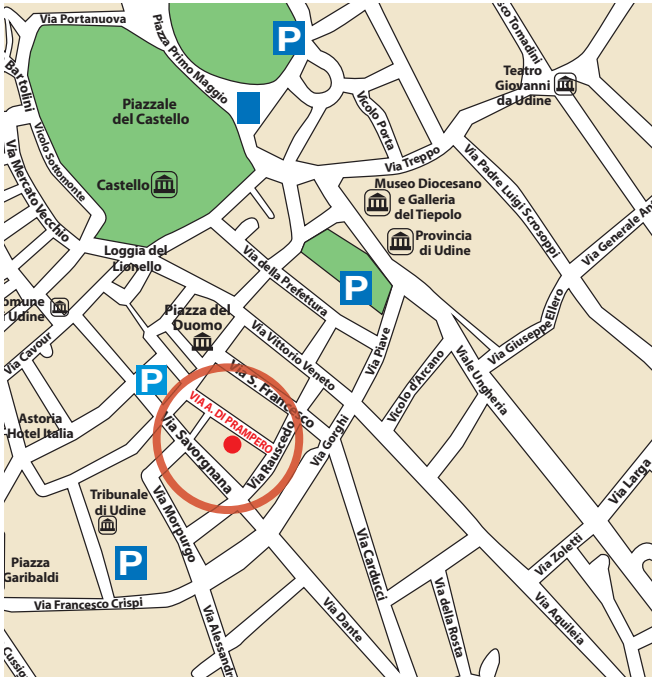 Via Portanuova
Piazza Primo Maggio
P
Tomadini
Teatro
Giovanni
da Udine
Bartolini
Piazzale
del Castello
Vicolo Porta
Vicolo Sottomonte
Via Treppo
Via Padre Luigi Scrosoppi
Via Mercato Vecchio
Castello
Museo Diocesano
e Galleria
del Tiepolo
Provincia
di Udine
Via Generale
Loggia del
Lionello
Via della Prefettura
P
omune
Udine
Piazza del
Duomo
Via Vittorio Veneto
Via Piave
Via Giuseppe Ellero
Via Cavour
Viale Ungheria
Vicolo d'Arcano
P
Via S. Francesco
VIA A. DI PRAMPERO
Astoria
Hotel Italia
Via Savorgnana
Via Rauscedo
Via Gorghi
Via Larga
Tribunale
di Udine
Via Morpurgo
P
Piazza
Garibaldi
Via Zoletti
Via Carducci
Via Francesco Crispi
Via Alessandr
Via Dante
Via della Rosta
Via Aquileia
Cussig